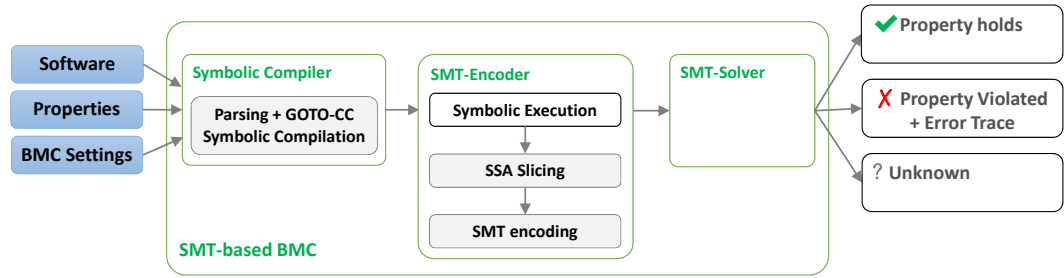 Software
Properties
BMC Settings
Symbolic Compiler
Parsing + GOTO-CC
Symbolic Compilation
SMT-Encoder
Symbolic Execution
SSA Slicing
SMT encoding
SMT-Solver
SMT-based BMC
✔ Property holds
✗ Property Violated
+ Error Trace
? Unknown